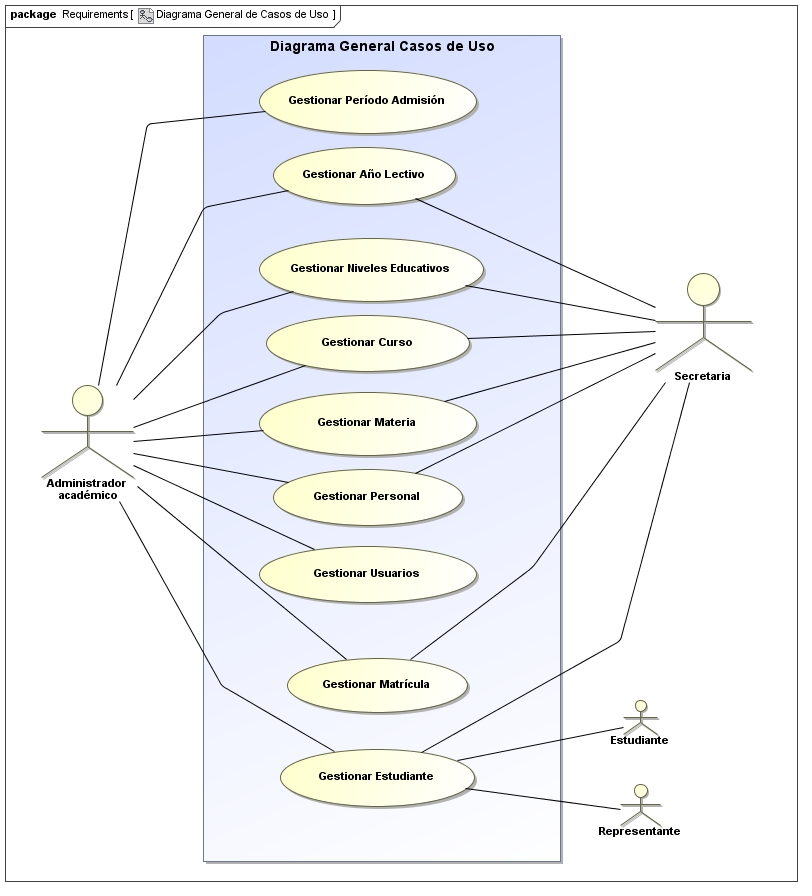 package Requirements [ Diagrama General de Casos de Uso ]
Diagrama General Casos de Uso
Gestionar Período Admisión
Gestionar Año Lectivo
Gestionar Niveles Educativos
Gestionar Curso
Secretaria
Gestionar Materia
Administrador
académico
Gestionar Personal
Gestionar Usuarios
Gestionar Matrícula
Estudiante
Gestionar Estudiante
Representante